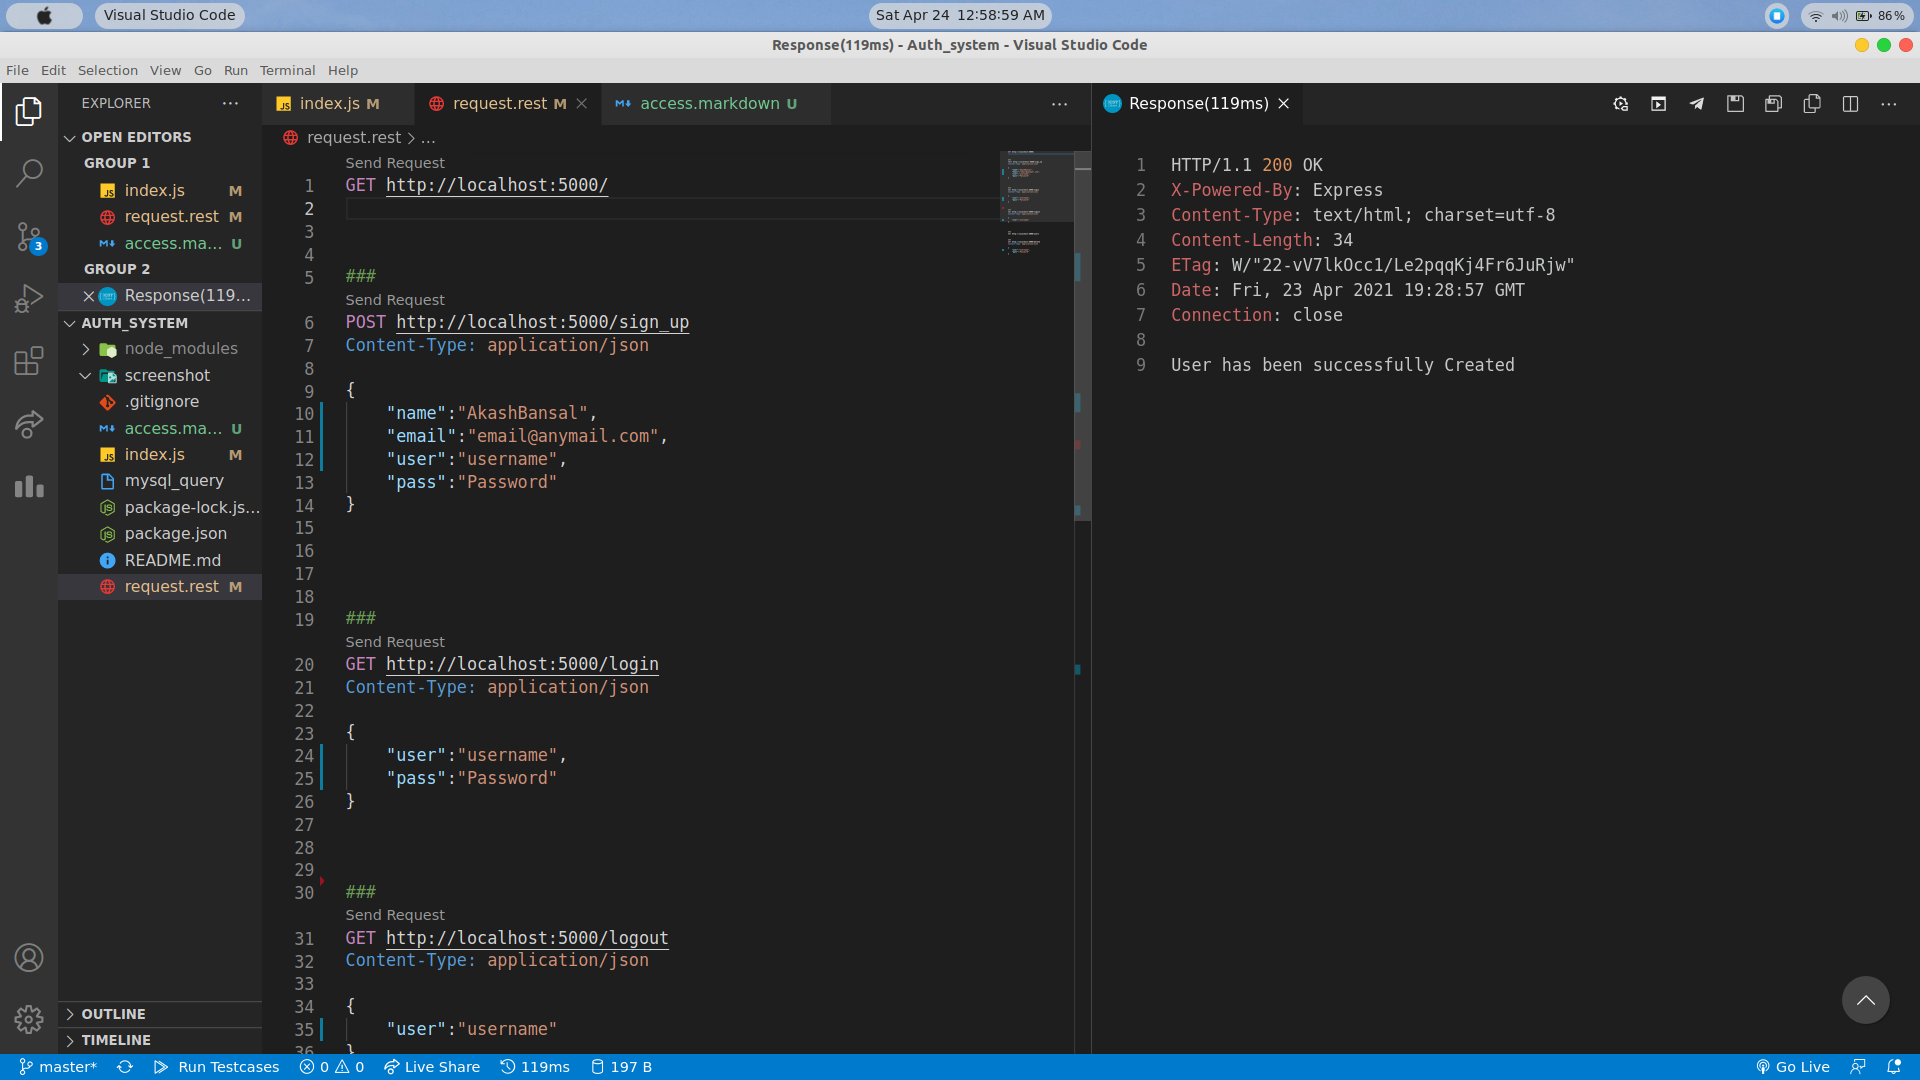 Visual Studio Code
Sat Apr 24 12:58:59 AM
86%
Response(119ms) - Auth_system - Visual Studio Code
File Edit Selection View Go Run Terminal Help
EXPLORER
OPEN EDITORS
GROUP 1
index.js M
request.rest M
access.ma... U
GROUP 2
Response(119...
AUTH_SYSTEM
node_modules
screenshot
.gitignore
access.ma... U
index.js M
mysql_query
package-lock.js...
package.json
README.md
request.rest M
OUTLINE
TIMELINE
3
index.js M
request.rest M
access.markdown U
request.rest > ...
Send Request
1 GET http://localhost:5000/
2
3
4
5 ###
Send Request
6 POST http://localhost:5000/sign_up
7 Content-Type: application/json
8
9 {
10 "name":"AkashBansal",
11 "email":"email@anymail.com",
12 "user":"username",
13 "pass":"Password"
14 }
15
16
17
18
19 ###
Send Request
20 GET http://localhost:5000/login
21 Content-Type: application/json
22
23 {
24 "user":"username",
25 "pass":"Password"
26 }
27
28
29
30 ###
Send Request
31 GET http://localhost:5000/logout
32 Content-Type: application/json
33
34 {
35 "user":"username"
36 }
Response(119ms)
1 HTTP/1.1 200 OK
2 X-Powered-By: Express
3 Content-Type: text/html; charset=utf-8
4 Content-Length: 34
5 ETag: W/"22-vV7lkOcc1/Le2pqqKj4Fr6JuRjw"
6 Date: Fri, 23 Apr 2021 19:28:57 GMT
7 Connection: close
8
9 User has been successfully Created
master* Run Testcases 0 0 Live Share 119ms 197 B Go Live